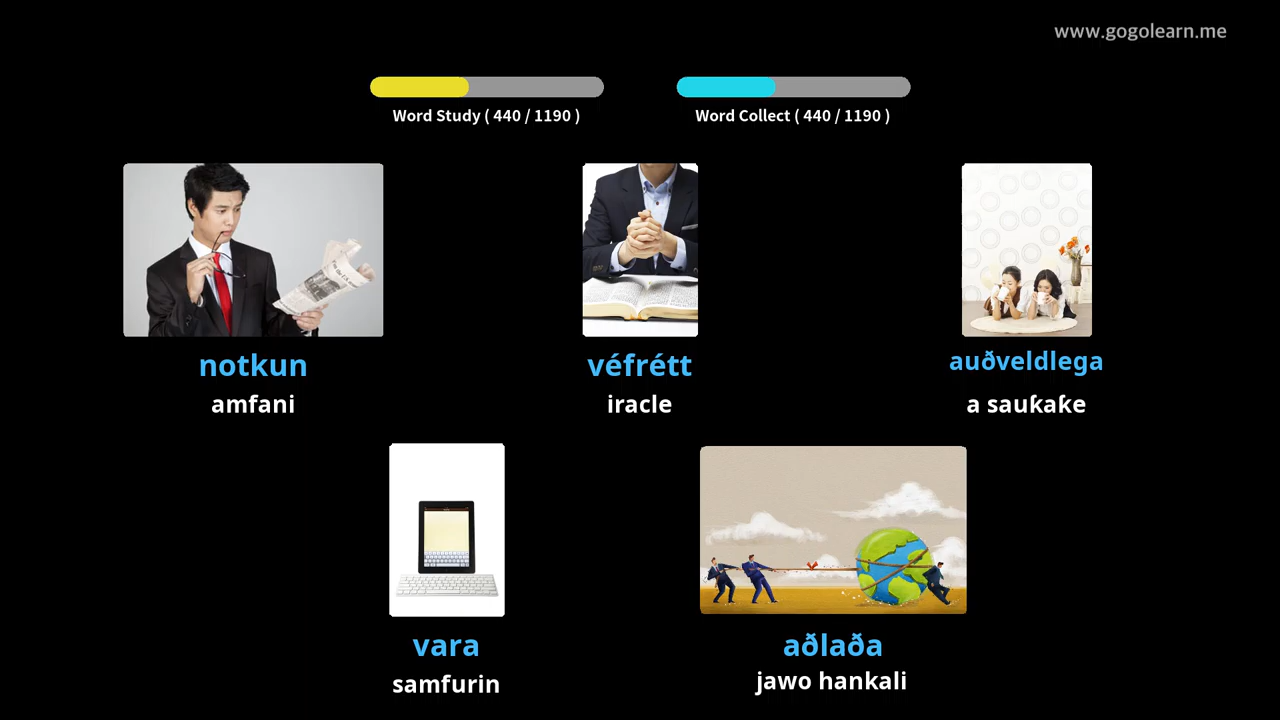 www.gogolearn.me
Word Study ( 440 / 1190 )
Word Collect ( 440 / 1190 )
notkun
véfrétt
auðveldlega
amfani
iracle
a sauƙaƙe
vara
aðlaða
samfurin
jawo hankali